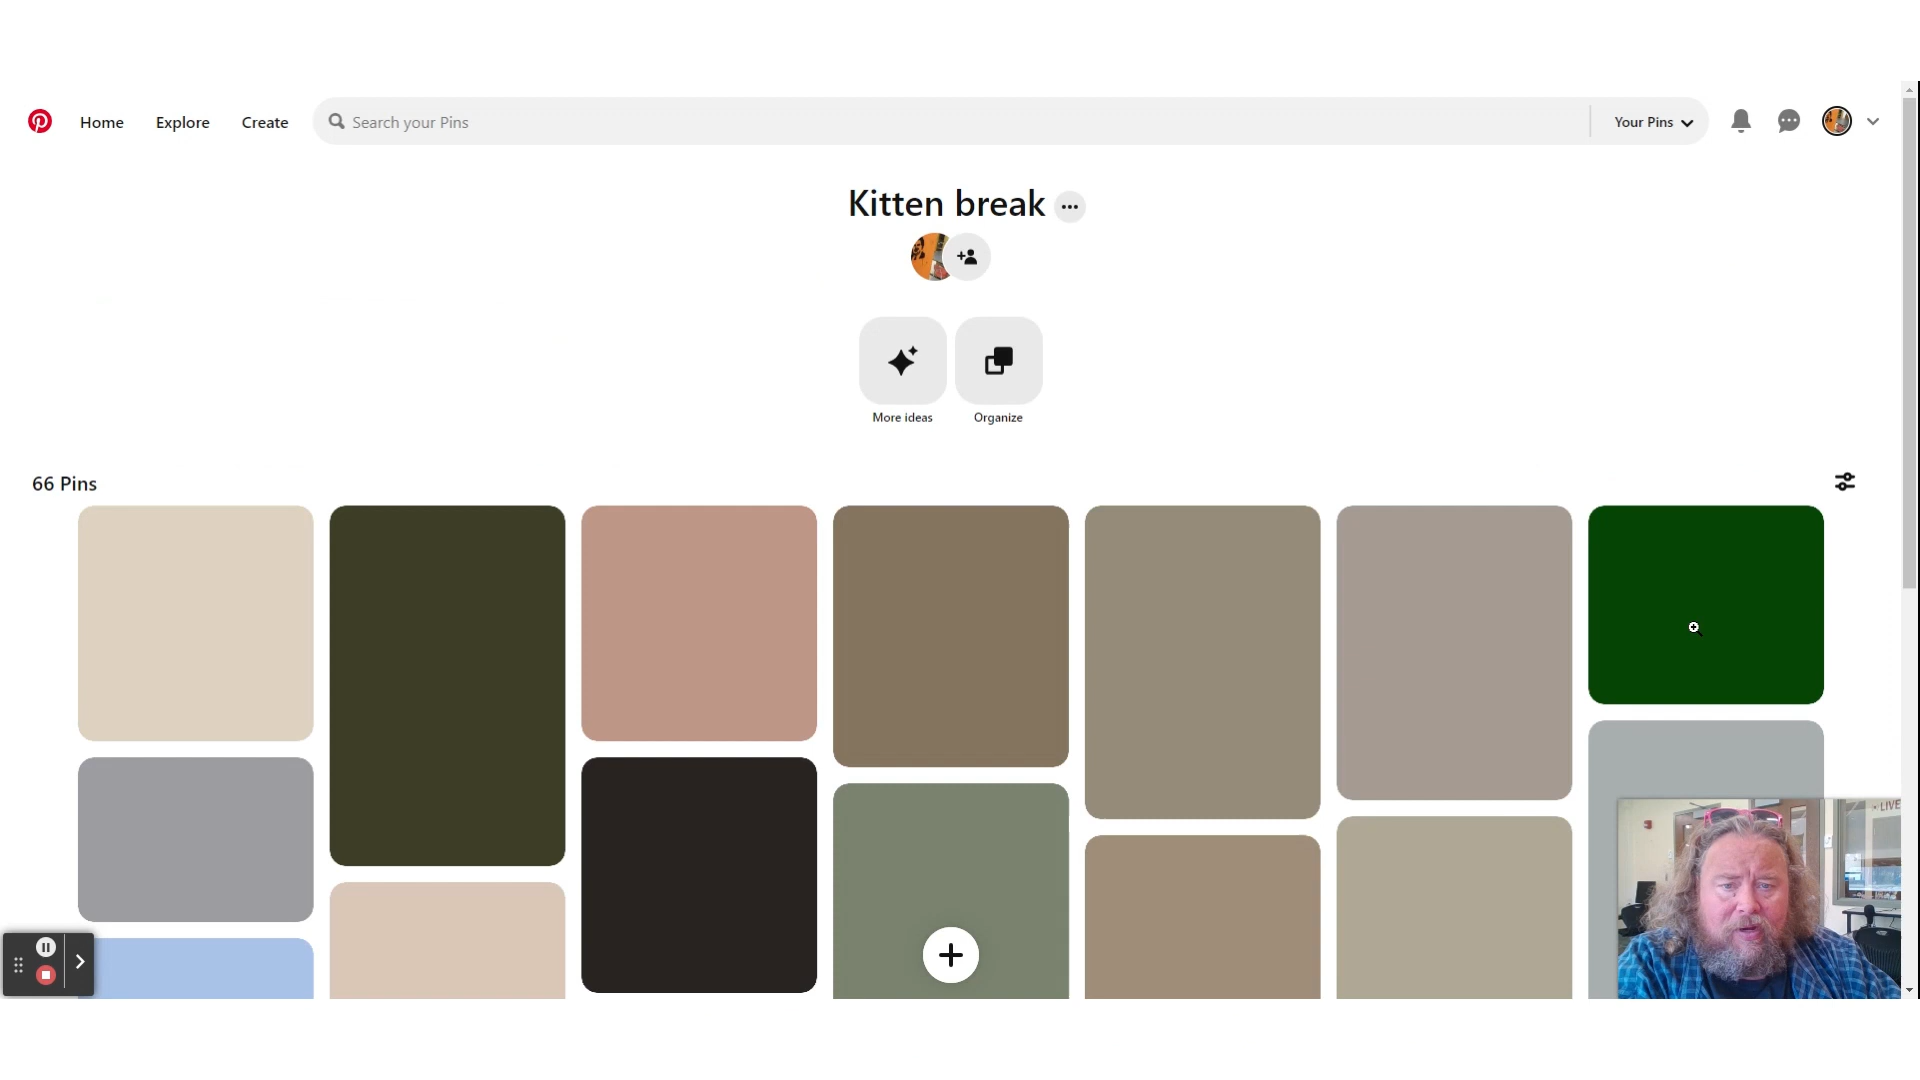 Home Explore Create Search your Pins Your Pins
Kitten break
More ideas Organize
66 Pins
LIVE